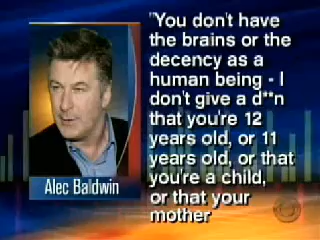 "You don't have
the brains or the
decency as a
human being - I
don't give a d**n
that you're 12
years old, or 11
years old, or that
you're a child,
or that your
mother
Alec Baldwin